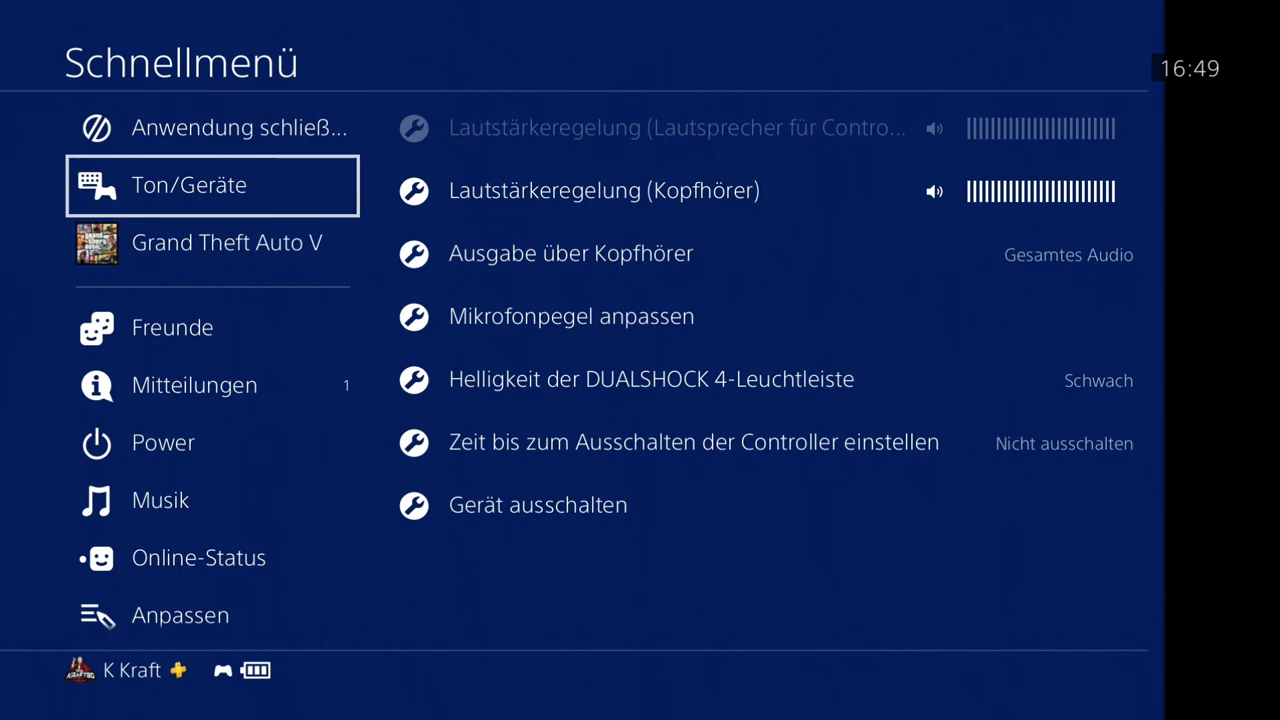 Schnellmenü
16:49
Anwendung schließ...
Ton/Geräte
Grand Theft Auto V
Freunde
Mitteilungen 1
Power
Musik
Online-Status
Anpassen
Lautstärkeregelung (Lautsprecher für Contro...
Lautstärkeregelung (Kopfhörer)
Ausgabe über Kopfhörer Gesamtes Audio
Mikrofonpegel anpassen
Helligkeit der DUALSHOCK 4-Leuchtleiste Schwach
Zeit bis zum Ausschalten der Controller einstellen Nicht ausschalten
Gerät ausschalten
K Kraft